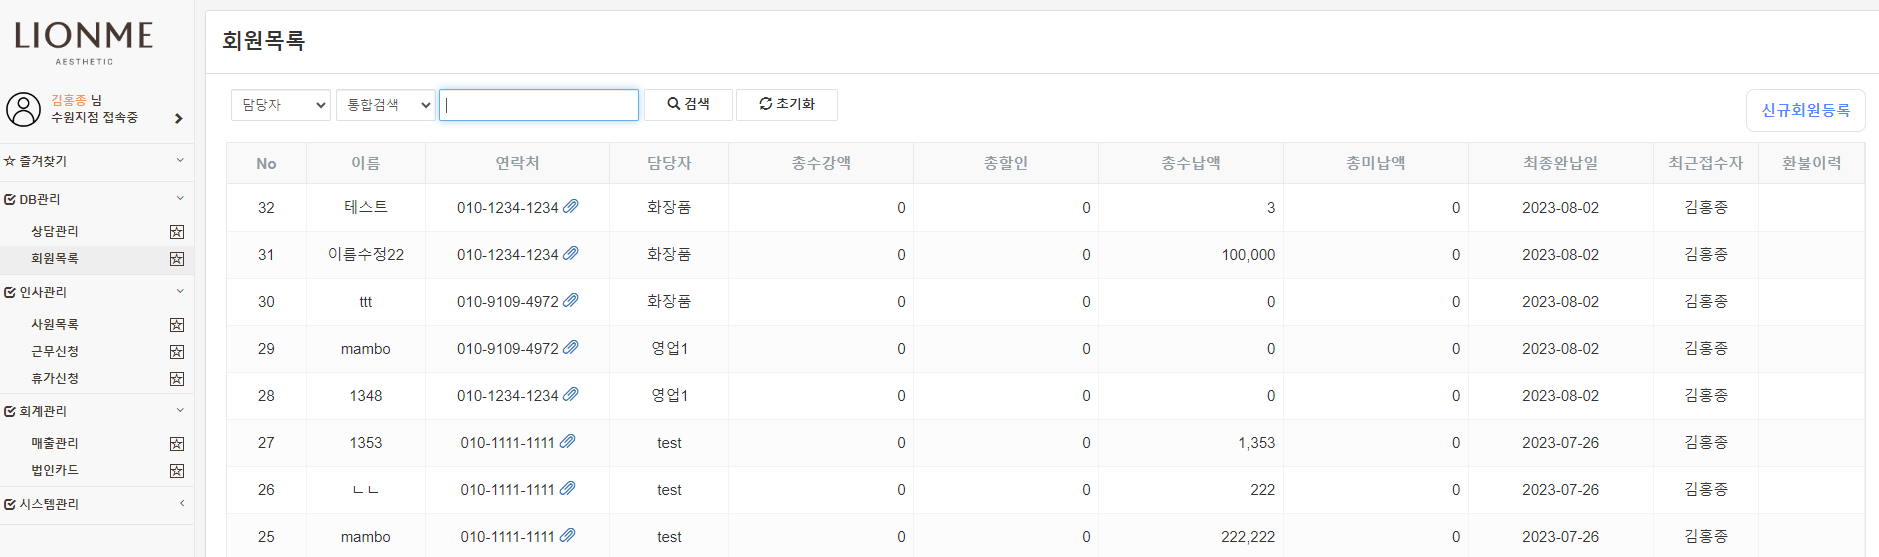 LIONME
AESTHETIC
김홍종 님
수원지점 접속중
즐겨찾기
DB관리
상담관리
회원목록
인사관리
사원목록
근무신청
휴가신청
회계관리
매출관리
법인카드
시스템관리
회원목록
담당자 통합검색 검색 초기화 신규회원등록
No 이름 연락처 담당자 총수강액 총할인 총수납액 총미납액 최종완납일 최근접수자 환불이력
32 테스트 010-1234-1234 화장품 0 0 3 0 2023-08-02 김홍종
31 이름수정22 010-1234-1234 화장품 0 0 100,000 0 2023-08-02 김홍종
30 ttt 010-9109-4972 화장품 0 0 0 0 2023-08-02 김홍종
29 mambo 010-9109-4972 영업1 0 0 0 0 2023-08-02 김홍종
28 1348 010-1234-1234 영업1 0 0 0 0 2023-08-02 김홍종
27 1353 010-1111-1111 test 0 0 1,353 0 2023-07-26 김홍종
26 ㄴㄴ 010-1111-1111 test 0 0 222 0 2023-07-26 김홍종
25 mambo 010-1111-1111 test 0 0 222,222 0 2023-07-26 김홍종